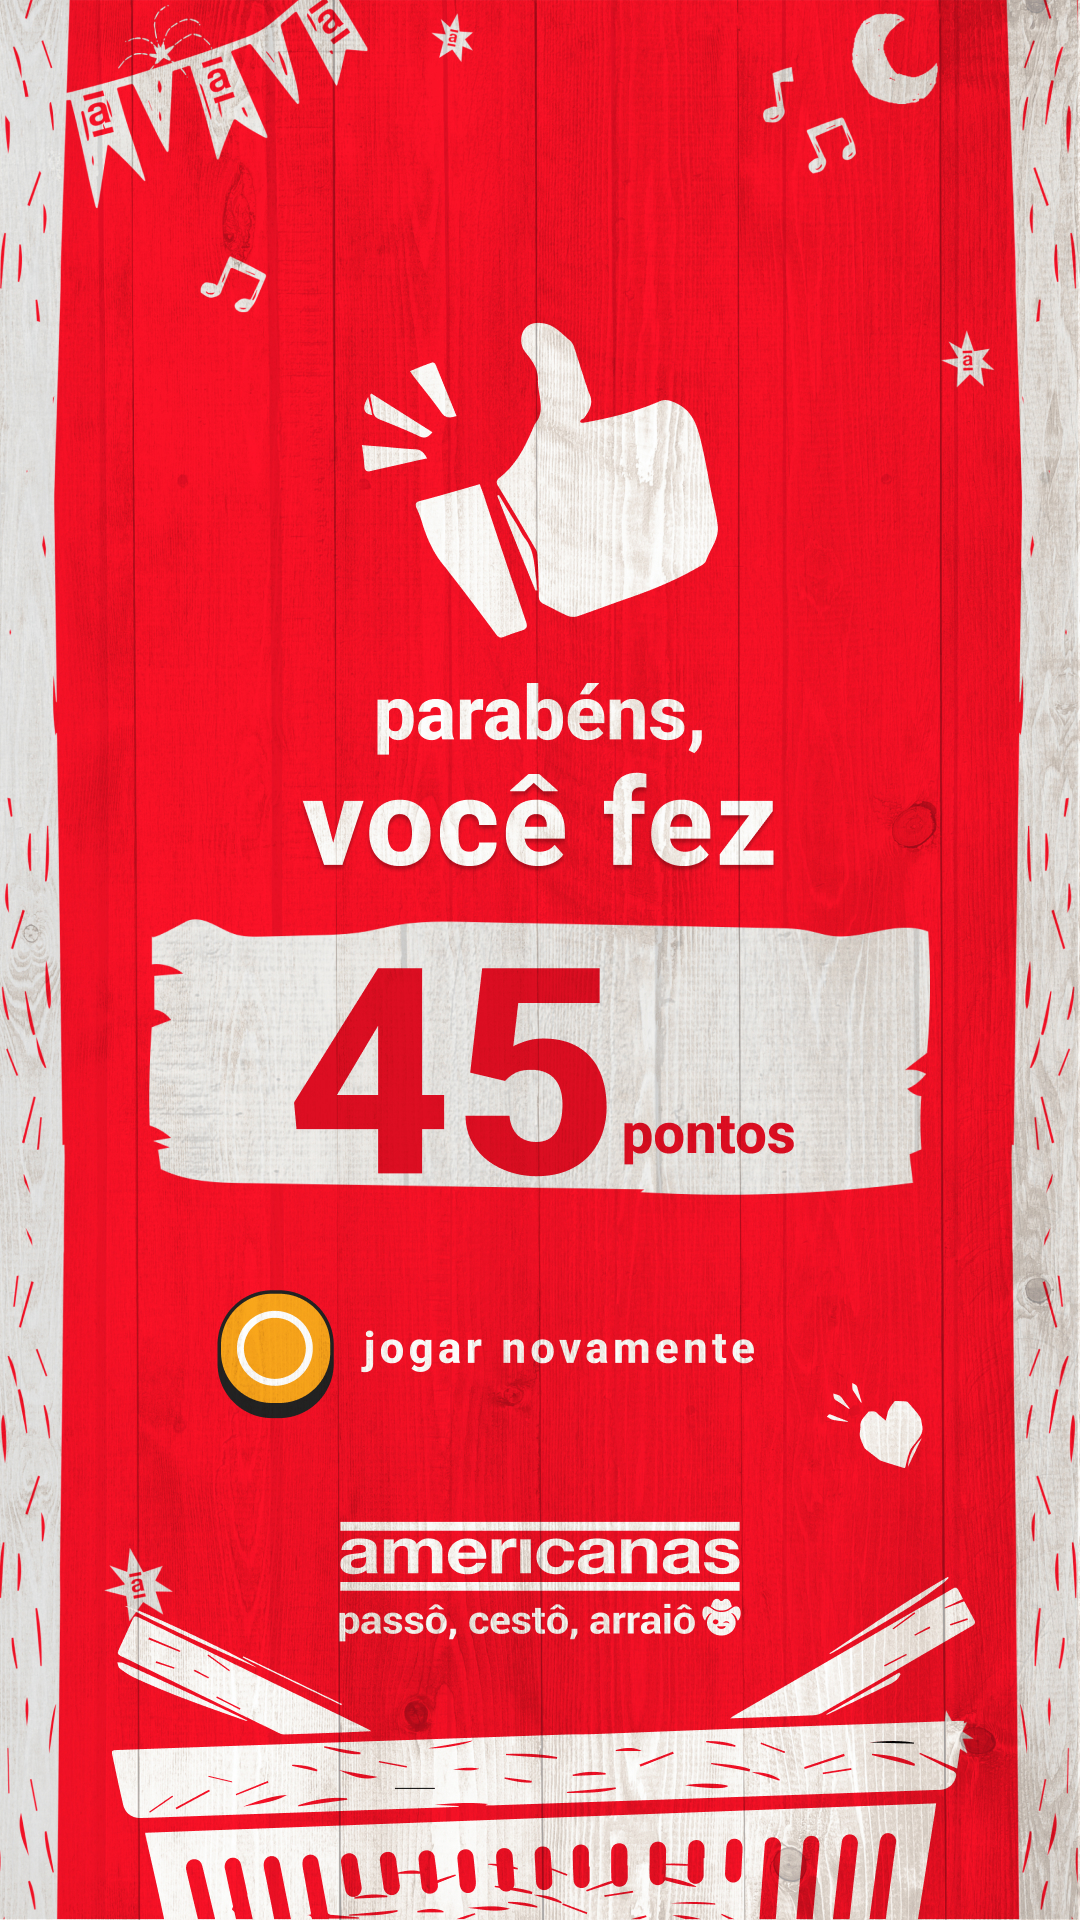 parabéns,
você fez
45 pontos
jogar novamente
americanas
passô, cestô, arraiô